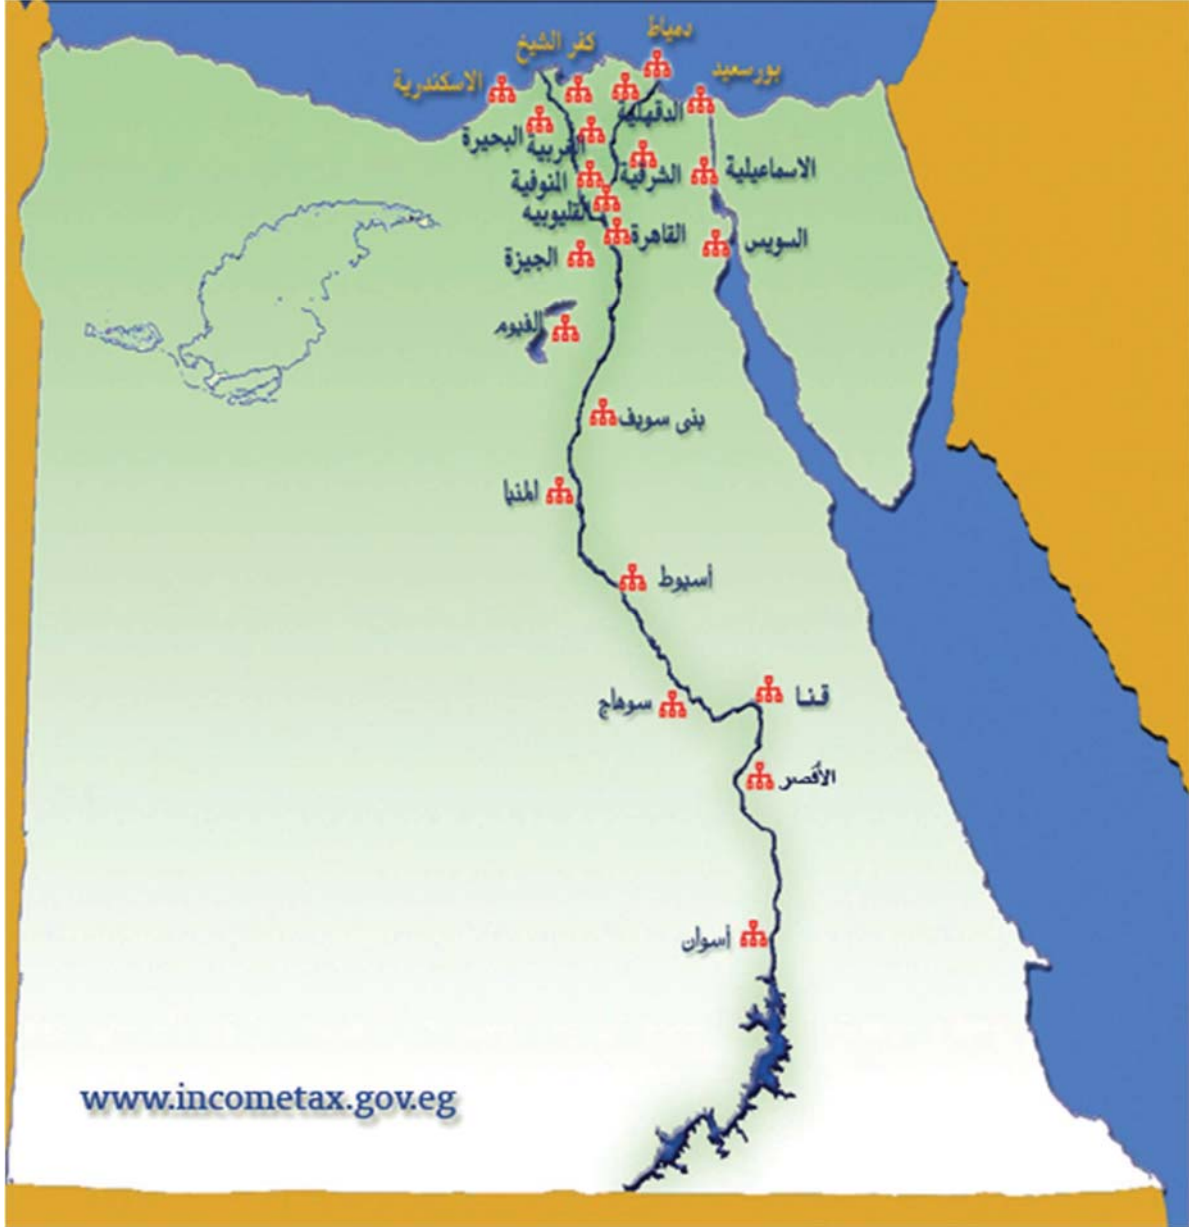 دمياط
كفر الشيخ
بورسعيد
الاسكندرية
الدقهلية
البحيرة
الغربية
الاسماعيلية
الشرقية
المنوفية
القليوبيه
القاهرة
السويس
الجيزة
الفيوم
بنى سويف
المنيا
أسيوط
قنا
سوهاج
الأقصر
أسوان
www.incometax.gov.eg